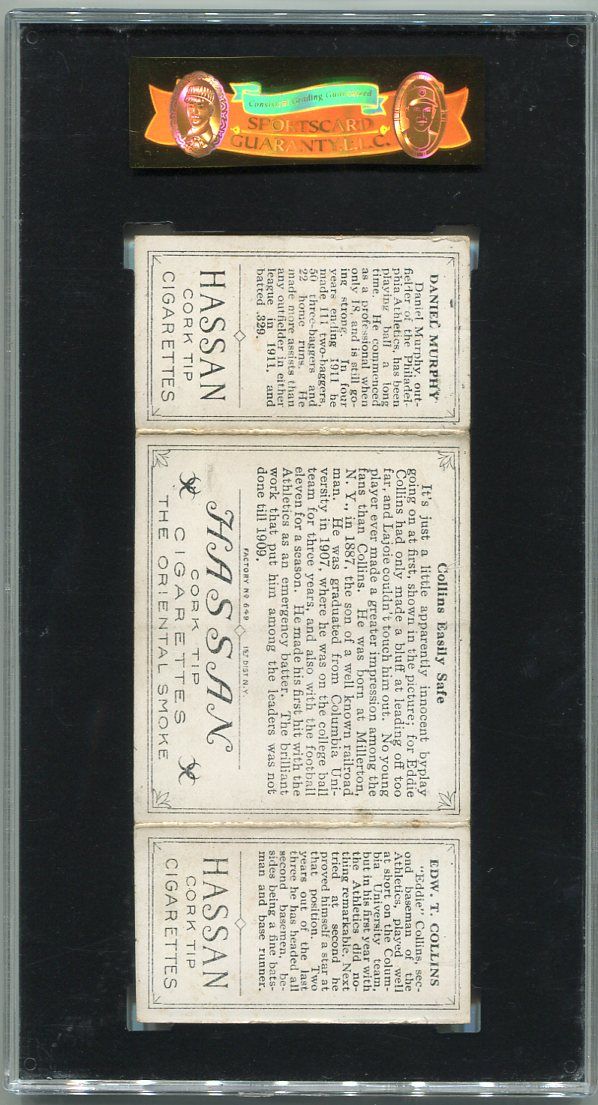 Consistent Grading Guaranteed
SPORTSCARD
GUARANTY, L.L.C.
DANIEL MURPHY
Daniel Murphy, out-
fielder of the Philadel-
phia Athletics, has been
playing ball a long
time. He commenced
as a professional when
only 18, and is still go-
ing strong. In four
years ending 1911 he
made 111 two-baggers,
50 three-baggers and
22 home runs. He
made more assists than
any outfielder in either
league in 1911, and
batted .329.
HASSAN
CORK TIP
CIGARETTES
Collins Easily Safe
It's just a little apparently innocent byplay
going on at first, shown in the picture; for Eddie
Collins had only made a bluff at leading off too
far, and Lajoie couldn't touch him out. No young
player ever made a greater impression among the
fans than Collins. He was born at Millerton,
N. Y., in 1887, the son of a well known railroad
man. He was graduated from Columbia Uni-
versity in 1907, where he was on the college ball
team for three years, and also with the football
eleven for a season. He made his first hit with the
Athletics as an emergency batter. The brilliant
work that put him among the leaders was not
done till 1909.
FACTORY No 649 1ST DIST. N.Y.
HASSAN
CORK TIP
CIGARETTES
THE ORIENTAL SMOKE
EDW. T. COLLINS
"Eddie" Collins, sec-
ond baseman of the
Athletics, played well
at short on the Colum-
bia University team,
but in his first year with
the Athletics did no-
thing remarkable. Next
tried at second he
proved himself a star at
that position. Two
years out of the last
three he has headed all
second basemen, be-
sides being a fine bats-
man and base runner.
HASSAN
CORK TIP
CIGARETTES